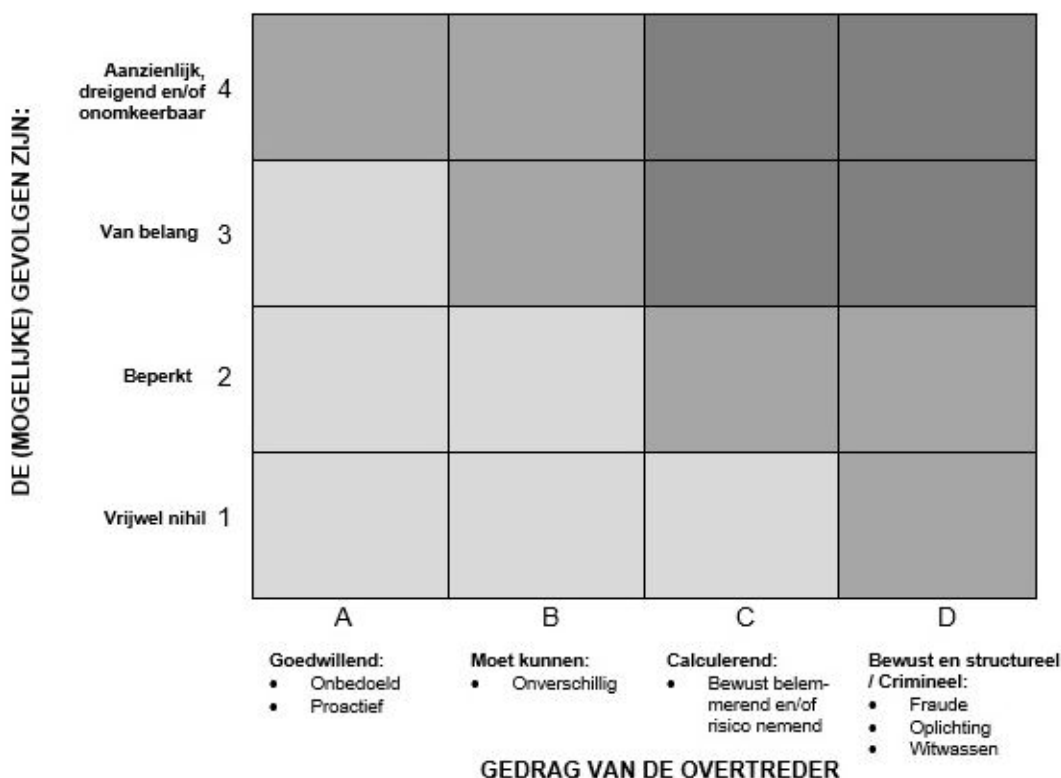 DE (MOGELIJKE) GEVOLGEN ZIJN:
Aanzienlijk,
dreigend en/of
onomkeerbaar
4
Van belang 3
Beperkt 2
Vrijwel nihil 1
A B C D
Goedwillend:
• Onbedoeld
• Proactief
Moet kunnen:
• Onverschillig
Calculerend:
• Bewust belem-
merend en/of
risico nemend
Bewust en structureel
/ Crimineel:
• Fraude
• Oplichting
• Witwassen
GEDRAG VAN DE OVERTREDER